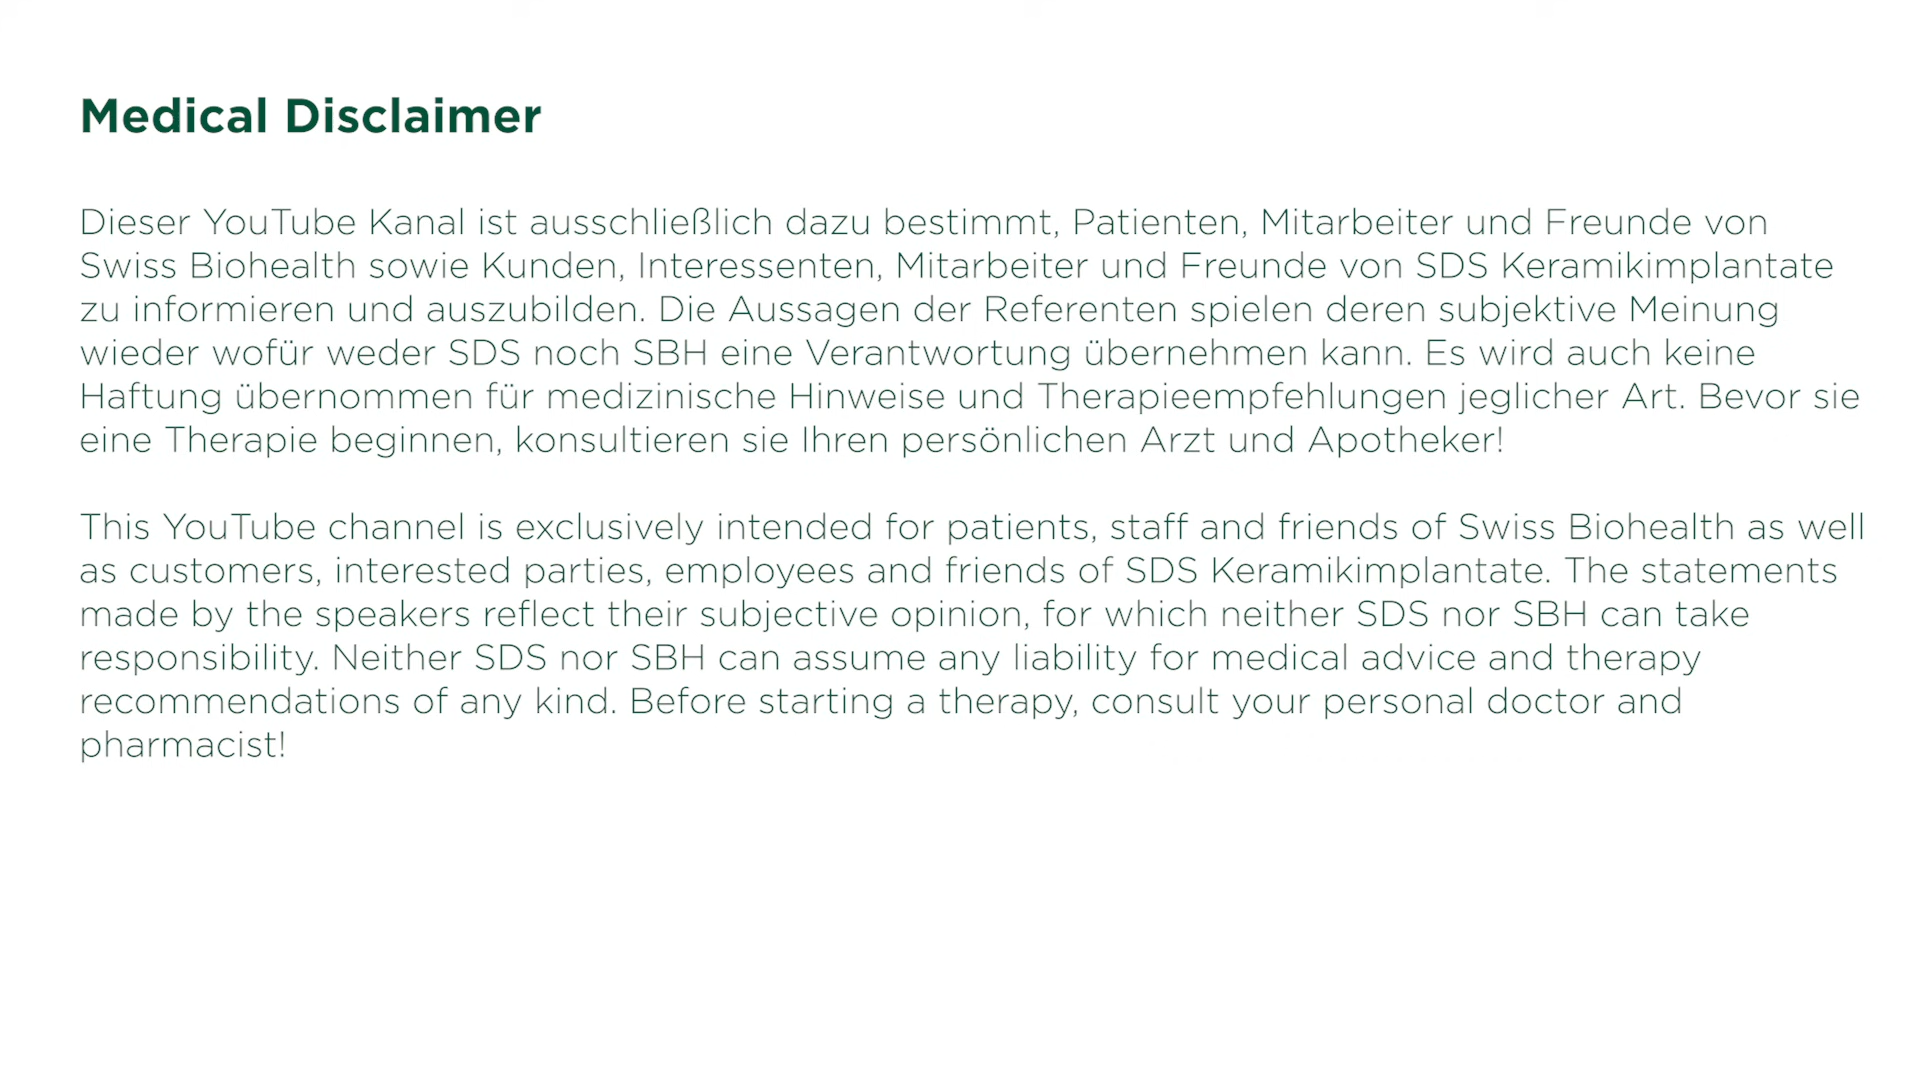 Medical Disclaimer
Dieser YouTube Kanal ist ausschließlich dazu bestimmt, Patienten, Mitarbeiter und Freunde von
Swiss Biohealth sowie Kunden, Interessenten, Mitarbeiter und Freunde von SDS Keramikimplantate
zu informieren und auszubilden. Die Aussagen der Referenten spielen deren subjektive Meinung
wieder wofür weder SDS noch SBH eine Verantwortung übernehmen kann. Es wird auch keine
Haftung übernommen für medizinische Hinweise und Therapieempfehlungen jeglicher Art. Bevor sie
eine Therapie beginnen, konsultieren sie Ihren persönlichen Arzt und Apotheker!
This YouTube channel is exclusively intended for patients, staff and friends of Swiss Biohealth as well
as customers, interested parties, employees and friends of SDS Keramikimplantate. The statements
made by the speakers reflect their subjective opinion, for which neither SDS nor SBH can take
responsibility. Neither SDS nor SBH can assume any liability for medical advice and therapy
recommendations of any kind. Before starting a therapy, consult your personal doctor and
pharmacist!